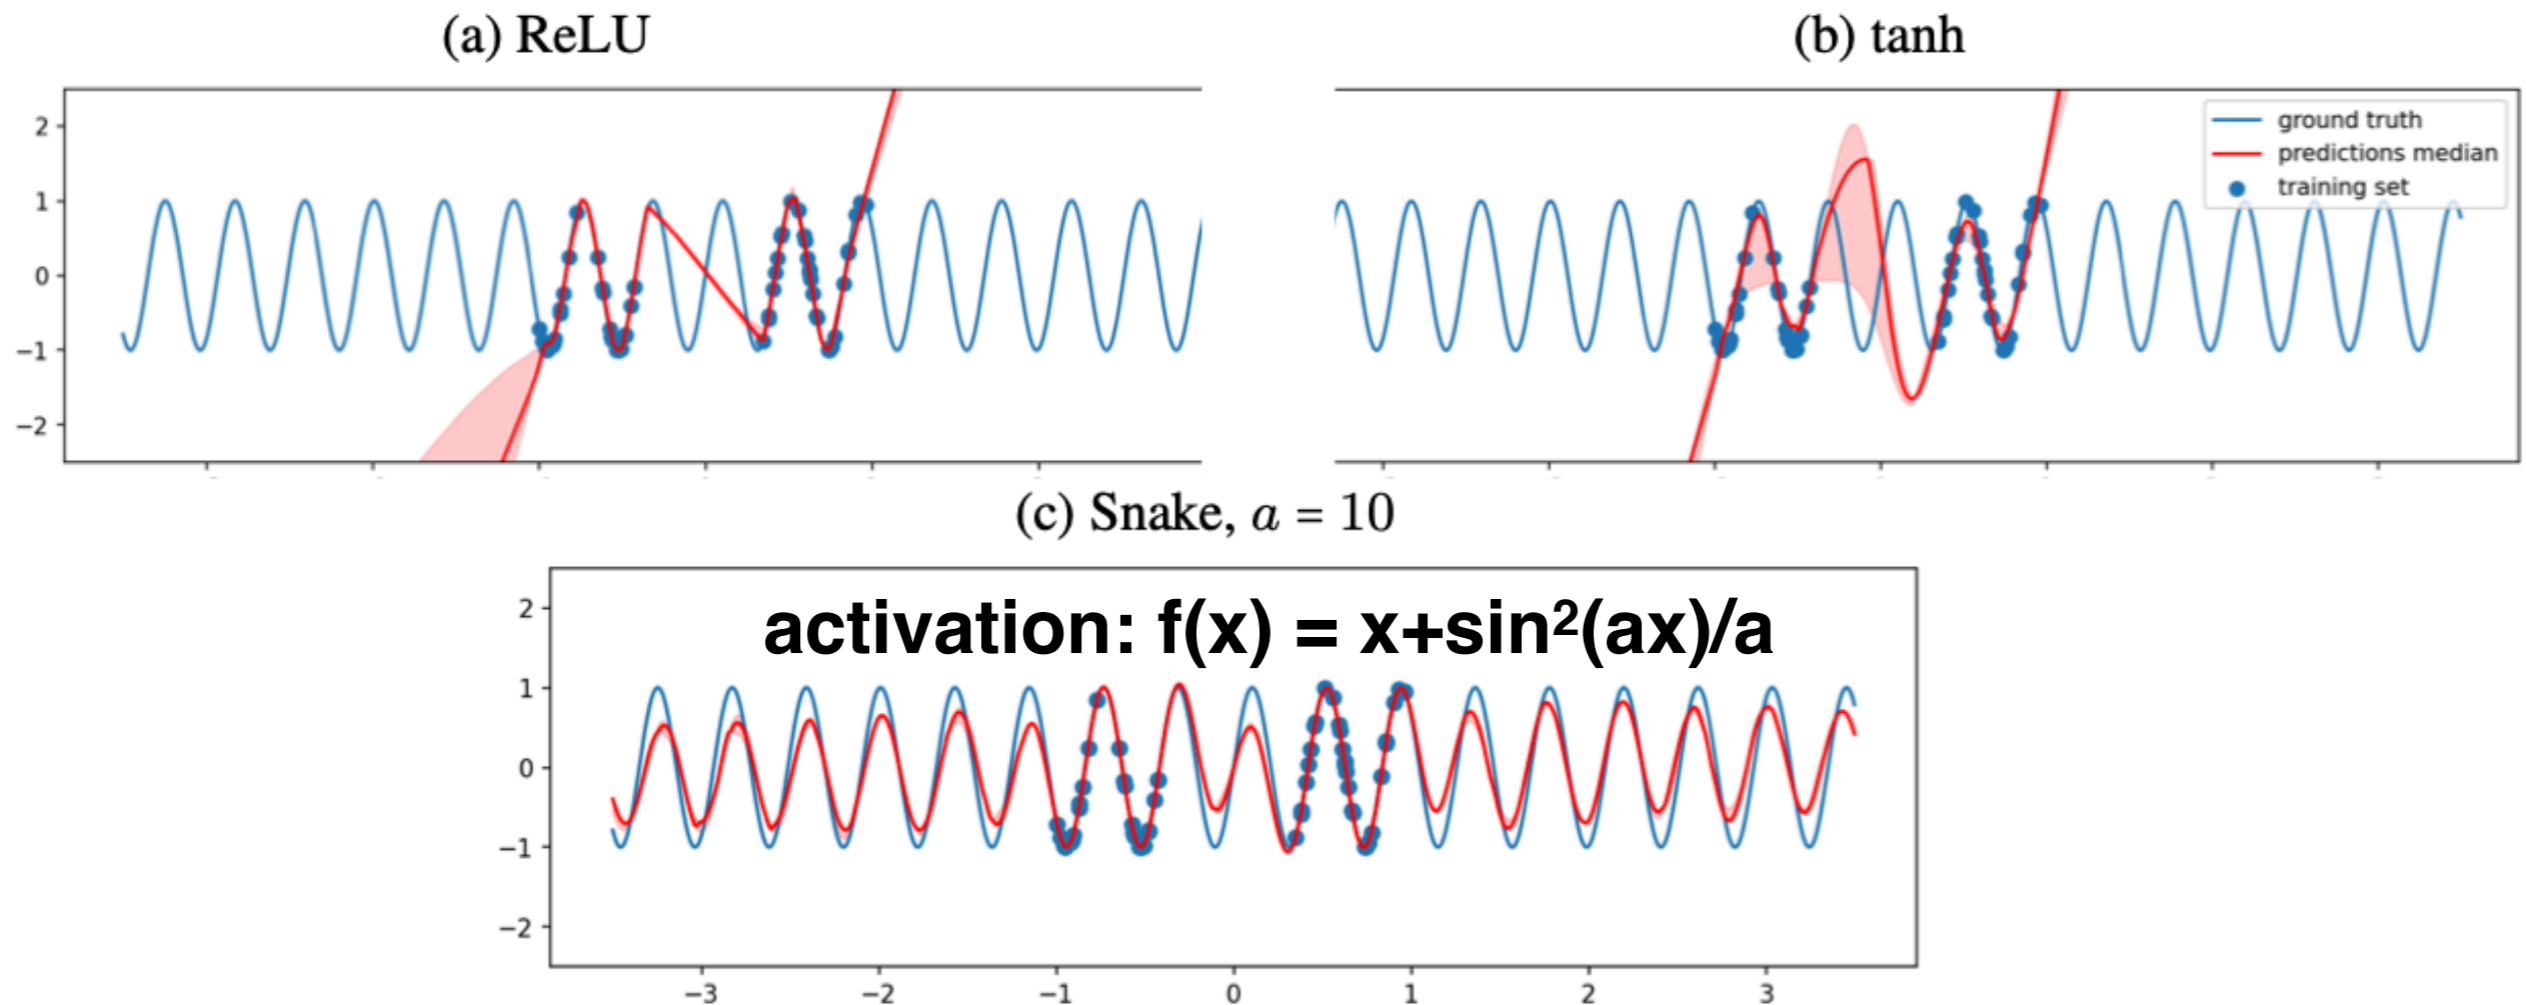 (a) ReLU
(b) tanh
2
1
0
−1
−2
ground truth
predictions median
training set
(c) Snake, a = 10
activation: f(x) = x+sin²(ax)/a
2
1
0
−1
−2
−3 −2 −1 0 1 2 3